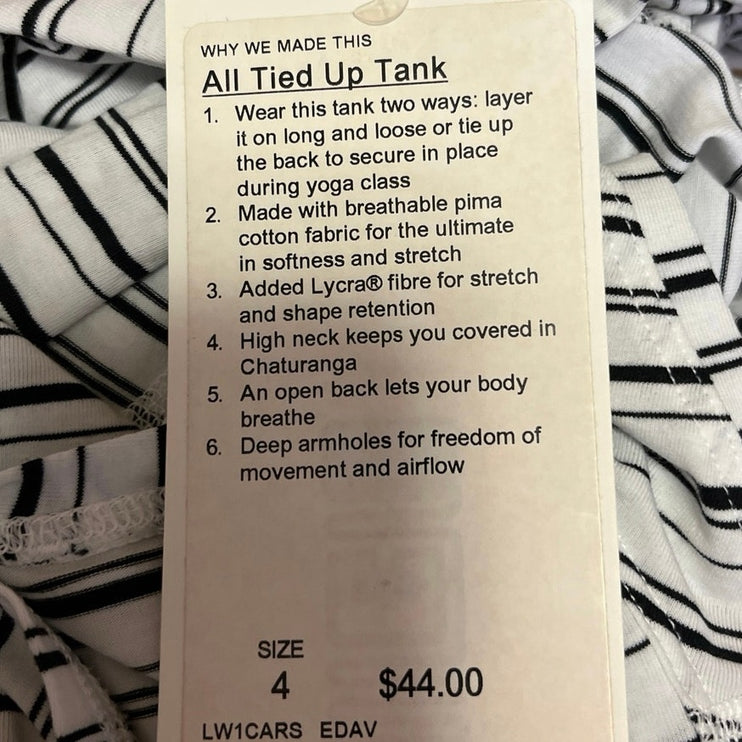 WHY WE MADE THIS
All Tied Up Tank
1. Wear this tank two ways: layer
it on long and loose or tie up
the back to secure in place
during yoga class
2. Made with breathable pima
cotton fabric for the ultimate
in softness and stretch
3. Added Lycra® fibre for stretch
and shape retention
4. High neck keeps you covered in
Chaturanga
5. An open back lets your body
breathe
6. Deep armholes for freedom of
movement and airflow
SIZE
4 $44.00
LW1CARS EDAV